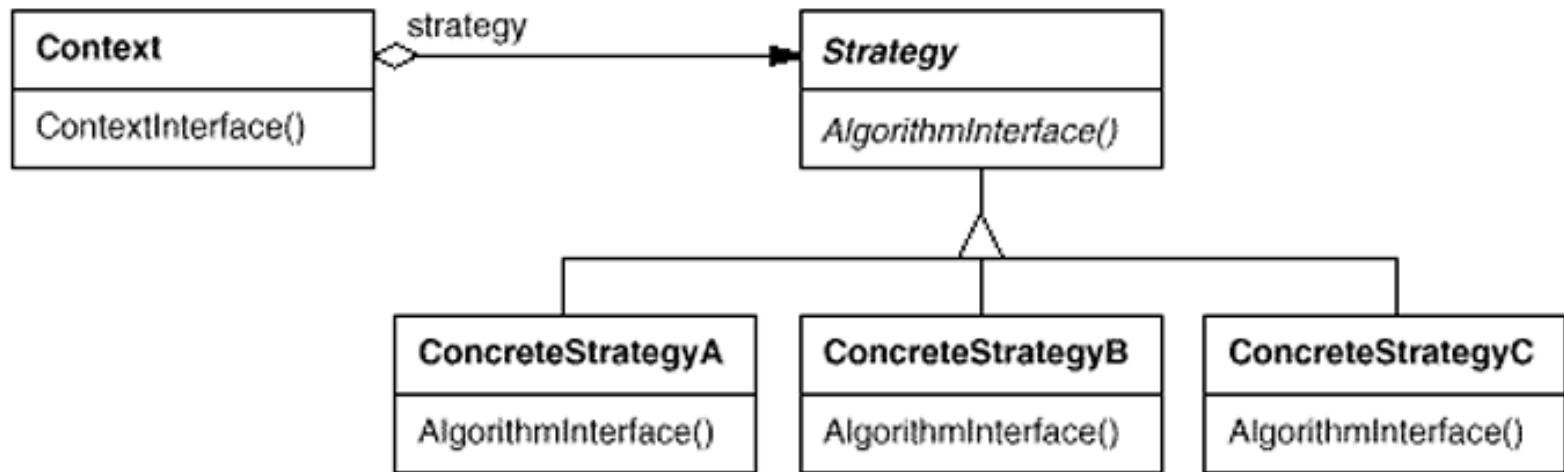 strategy
Context
Strategy
ContextInterface()
AlgorithmInterface()
ConcreteStrategyA
ConcreteStrategyB
ConcreteStrategyC
AlgorithmInterface()
AlgorithmInterface()
AlgorithmInterface()